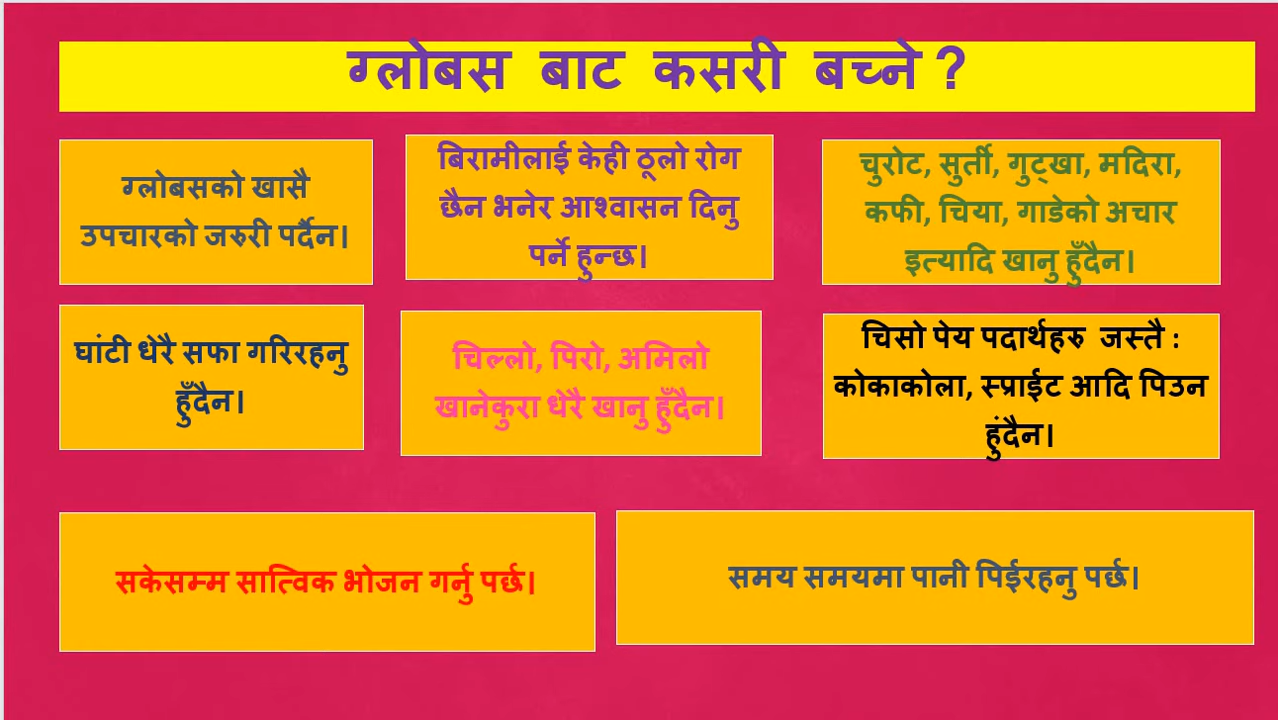 ग्लोबस बाट कसरी बच्ने ?
ग्लोबसको खासै
उपचारको जरुरी पर्दैन।
बिरामीलाई केही ठूलो रोग
छैन भनेर आश्वासन दिनु
पर्ने हुन्छ।
चुरोट, सुर्ती, गुट्खा, मदिरा,
कफी, चिया, गाडेको अचार
इत्यादि खानु हुँदैन।
घांटी धेरै सफा गरिरहनु
हुँदैन।
चिल्लो, पिरो, अमिलो
खानेकुरा धेरै खानु हुँदैन।
चिसो पेय पदार्थहरु जस्तै :
कोकाकोला, स्प्राईट आदि पिउन
हुंदैन।
सकेसम्म सात्विक भोजन गर्नु पर्छ।
समय समयमा पानी पिईरहनु पर्छ।